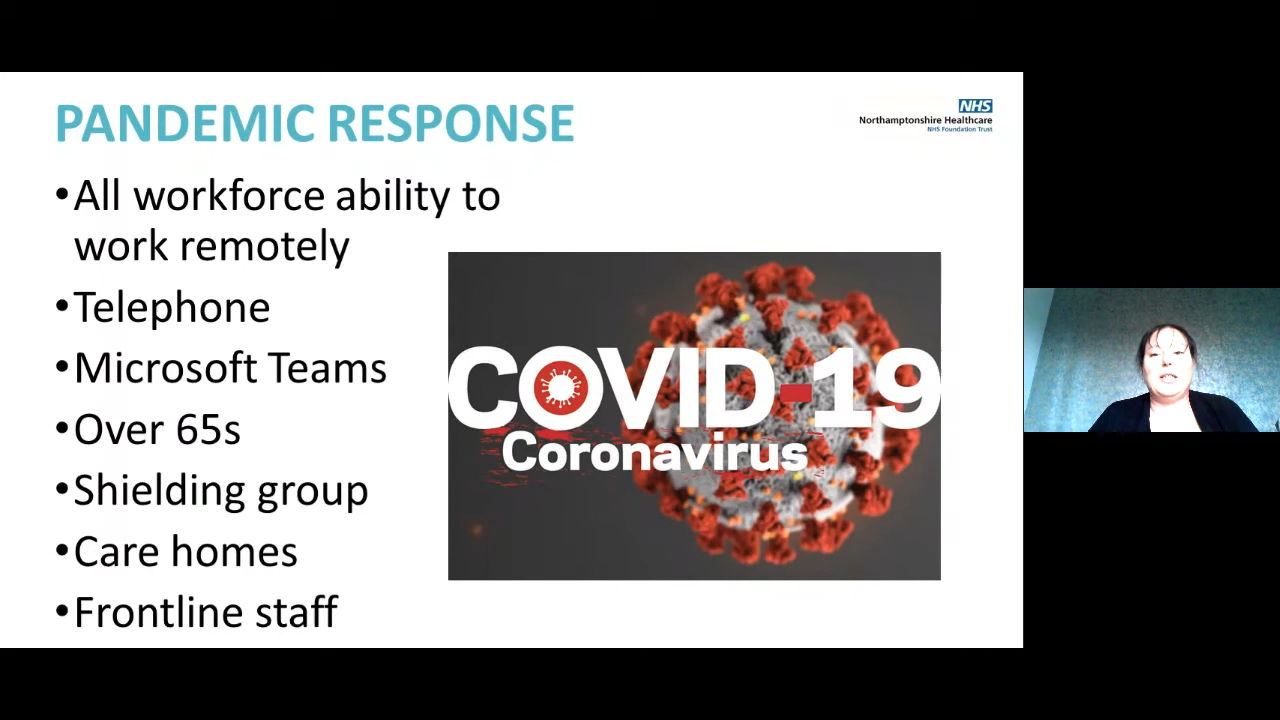 PANDEMIC RESPONSE
NHS
Northamptonshire Healthcare
NHS Foundation Trust
•All workforce ability to
work remotely
•Telephone
•Microsoft Teams
•Over 65s
•Shielding group
•Care homes
•Frontline staff
COVID-19
Coronavirus